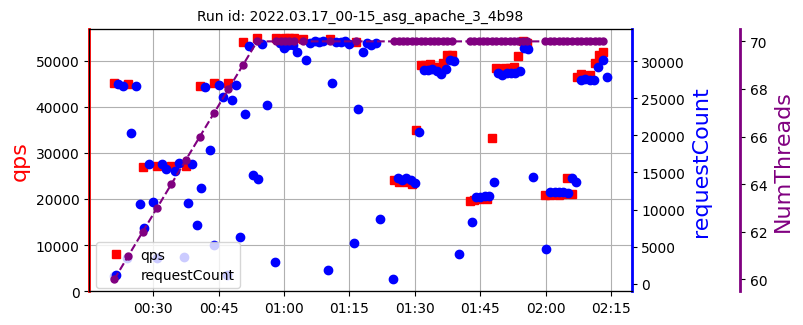 Run id: 2022.03.17_00-15_asg_apache_3_4b98
qps
50000
40000
30000
20000
10000
0
00:30 00:45 01:00 01:15 01:30 01:45 02:00 02:15
qps
requestCount
requestCount
30000
25000
20000
15000
10000
5000
0
NumThreads
70
68
66
64
62
60